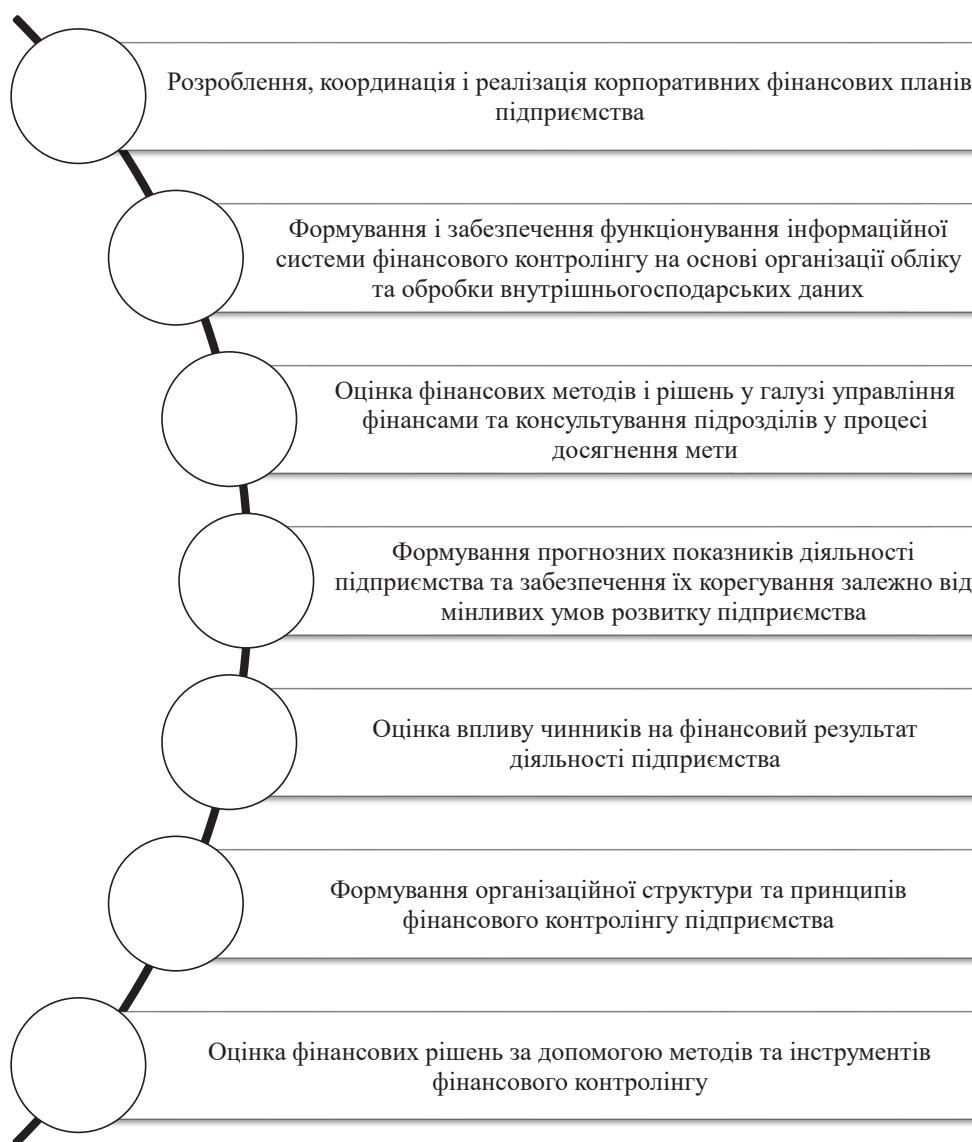 Розроблення, координація і реалізація корпоративних фінансових планів
підприємства
Формування і забезпечення функціонування інформаційної
системи фінансового контролінгу на основі організації обліку
та обробки внутрішньогосподарських даних
Оцінка фінансових методів і рішень у галузі управління
фінансами та консультування підрозділів у процесі
досягнення мети
Формування прогнозних показників діяльності
підприємства та забезпечення їх корегування залежно від
мінливих умов розвитку підприємства
Оцінка впливу чинників на фінансовий результат
діяльності підприємства
Формування організаційної структури та принципів
фінансового контролінгу підприємства
Оцінка фінансових рішень за допомогою методів та інструментів
фінансового контролінгу